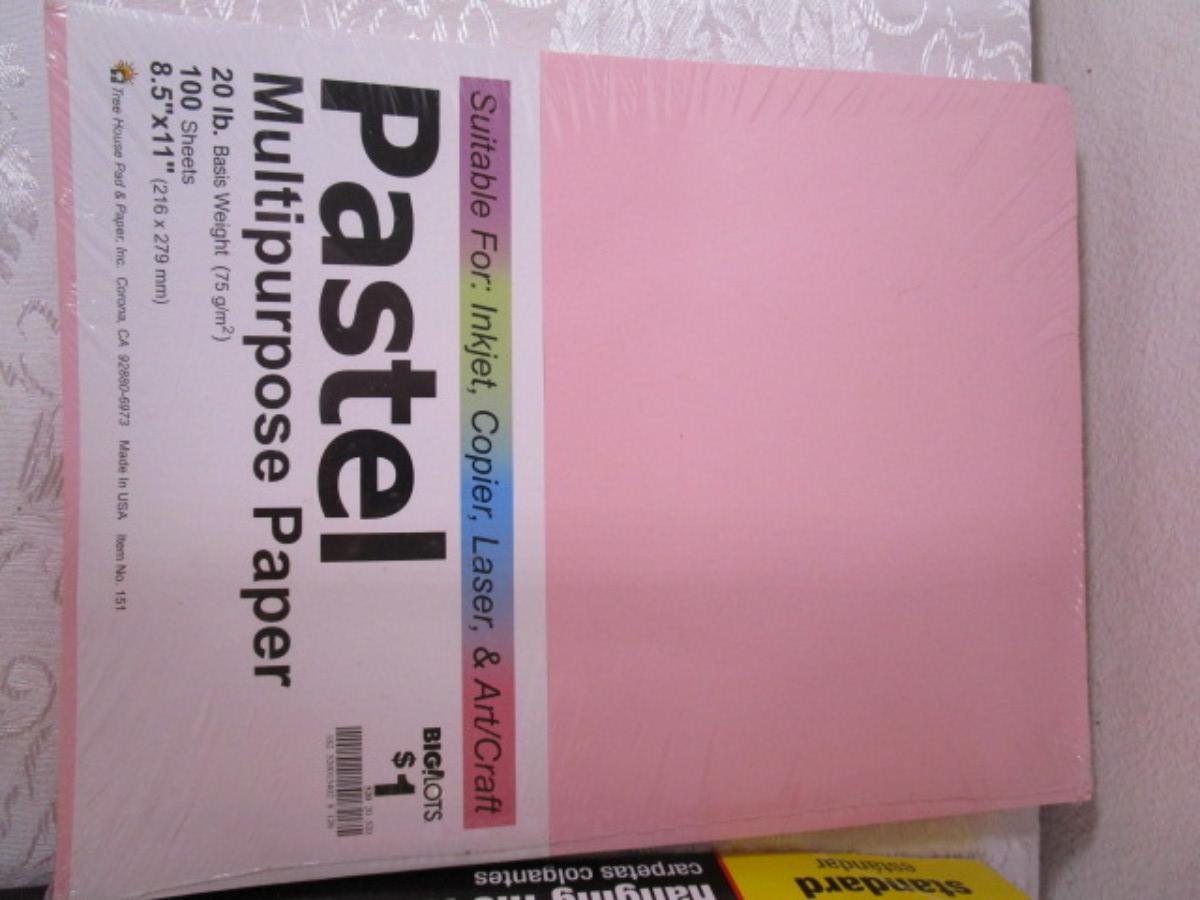 Suitable For: Inkjet, Copier, Laser, & Art/Craft
Pastel
Multipurpose Paper
20 lb. Basis Weight (75 g/m²)
100 Sheets
8.5"x11" (216 x 279 mm)
Tree House Pad & Paper, Inc. Corona, CA 92880-6973 Made In USA Item No. 151
BIG!LOTS
$1
standard
estándar
hanging
carpetas colgantes